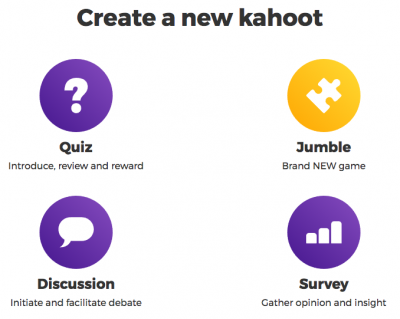 Create a new kahoot
?
Quiz
Introduce, review and reward
Jumble
Brand NEW game
Discussion
Initiate and facilitate debate
Survey
Gather opinion and insight